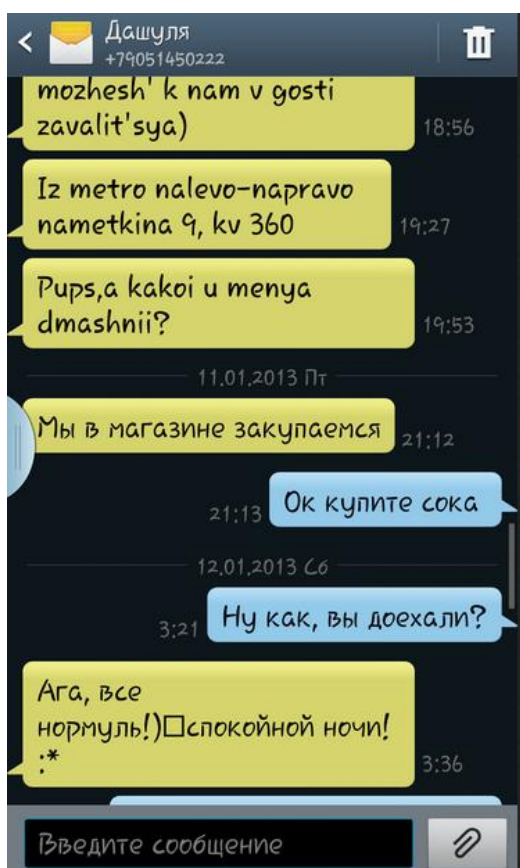 Дашуля
+79051450222
mozhesh' k nam v gosti
zavalit'sya)
18:56
Iz metro nalevo-napravo
nametkina 9, kv 360
19:27
Pups,a kakoi u menya
dmashnii?
19:53
11.01.2013 Пт
Мы в магазине закупаемся
21:12
Ок купите сока
21:13
12.01.2013 Сб
Ну как, вы доехали?
3:21
Ага, все
нормуль!)□спокойной ночи!
:*
3:36
Введите сообщение